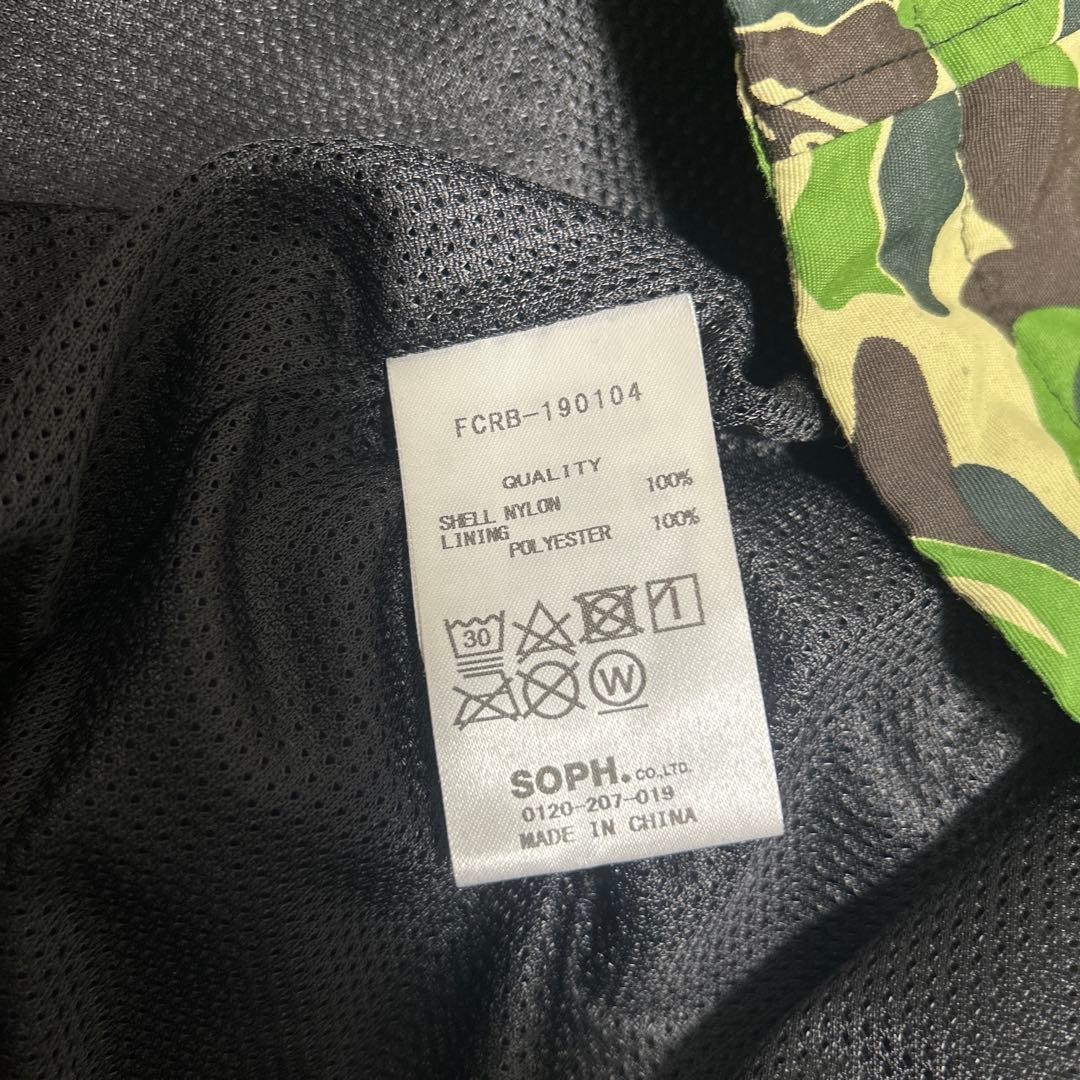 FCRB-190104
QUALITY
SHELL NYLON 100%
LINING POLYESTER 100%
30
W
SOPH. CO.,LTD.
0120-207-019
MADE IN CHINA